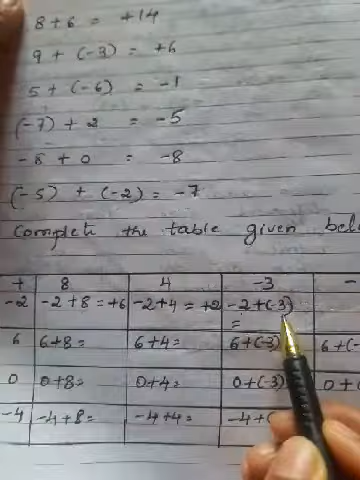 8 + 6 = +14
9 + (-3) = +6
5 + (-6) = -1
(-7) + 2 = -5
-8 + 0 = -8
(-5) + (-2) = -7
Complete the table given
+ 8 4 -3 -
-2 -2+8=+6 -2+4=+2 -2+(-3)
=
6 6+8= 6+4= 6+(-3) 6+(-
0 0+8= 0+4= 0+(-3) 0+(
-4 -4+8= -4+4= -4+(